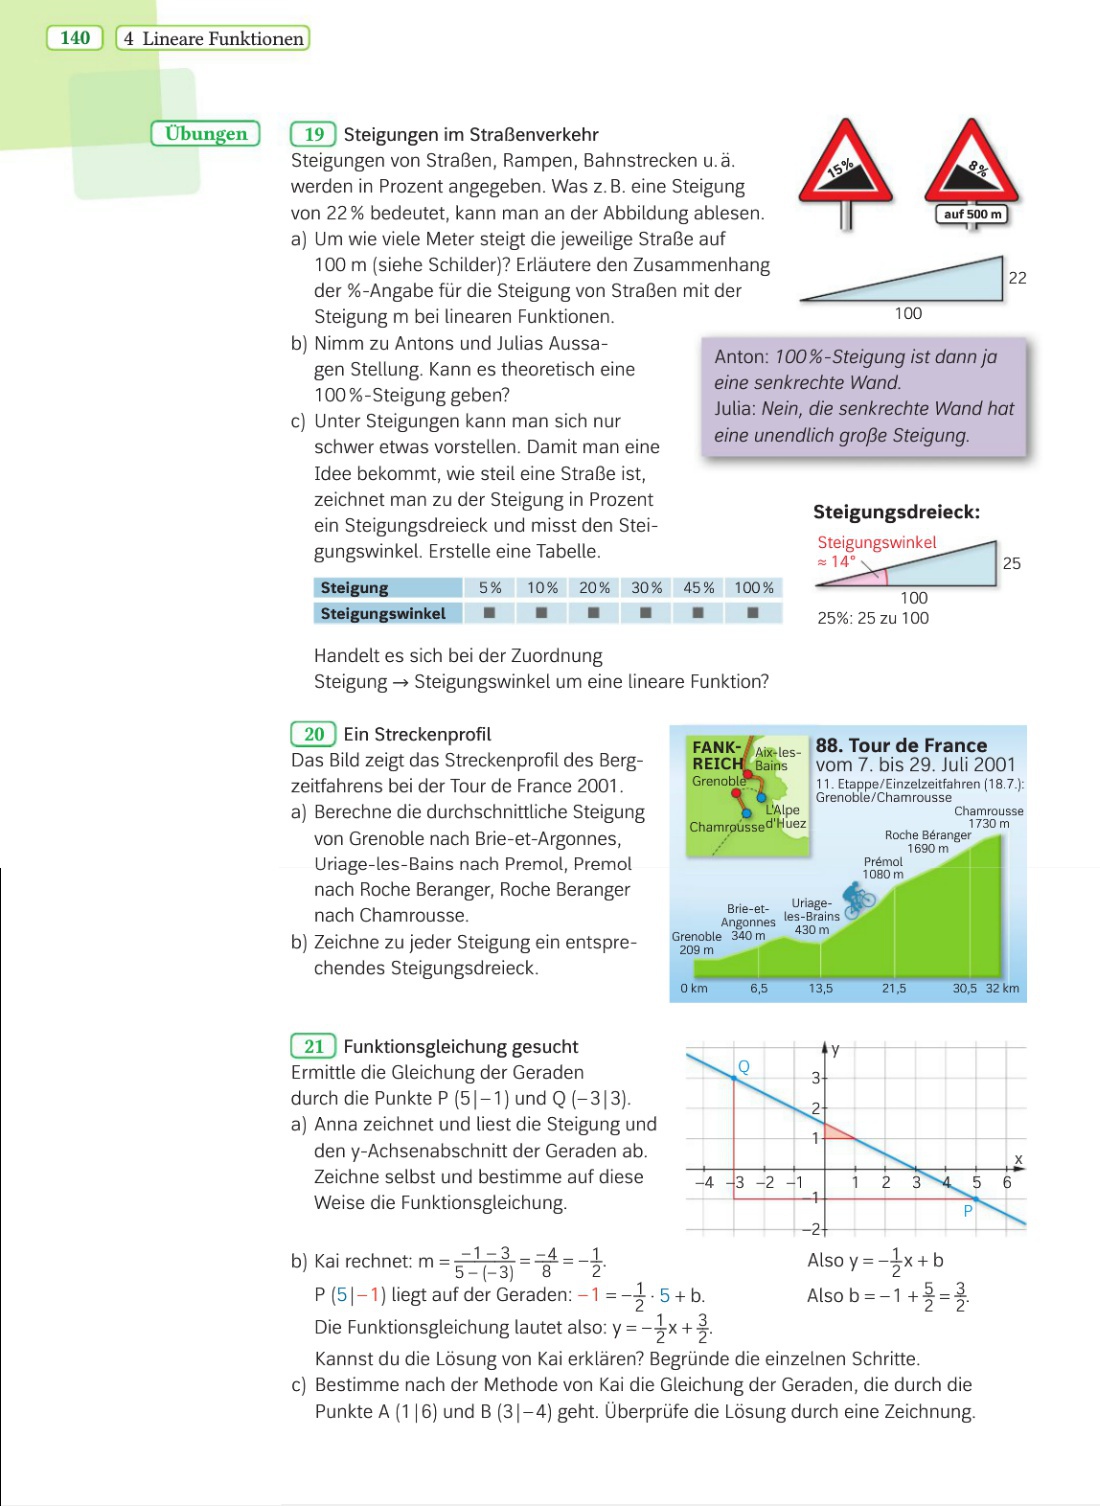 140
4 Lineare Funktionen
Übungen
19 Steigungen im Straßenverkehr
Steigungen von Straßen, Rampen, Bahnstrecken u. ä.
werden in Prozent angegeben. Was z. B. eine Steigung
von 22 % bedeutet, kann man an der Abbildung ablesen.
a) Um wie viele Meter steigt die jeweilige Straße auf
100 m (siehe Schilder)? Erläutere den Zusammenhang
der %-Angabe für die Steigung von Straßen mit der
Steigung m bei linearen Funktionen.
15%
8%
auf 500 m
22
100
b) Nimm zu Antons und Julias Aussa-
gen Stellung. Kann es theoretisch eine
100 %-Steigung geben?
Anton: 100 %-Steigung ist dann ja
eine senkrechte Wand.
Julia: Nein, die senkrechte Wand hat
eine unendlich große Steigung.
c) Unter Steigungen kann man sich nur
schwer etwas vorstellen. Damit man eine
Idee bekommt, wie steil eine Straße ist,
zeichnet man zu der Steigung in Prozent
ein Steigungsdreieck und misst den Stei-
gungswinkel. Erstelle eine Tabelle.
Steigungsdreieck:
Steigungswinkel
≈ 14°
25
100
25%: 25 zu 100
Steigung 5 % 10 % 20 % 30 % 45 % 100 %
Steigungswinkel ■ ■ ■ ■ ■ ■
Handelt es sich bei der Zuordnung
Steigung → Steigungswinkel um eine lineare Funktion?
20 Ein Streckenprofil
Das Bild zeigt das Streckenprofil des Berg-
zeitfahrens bei der Tour de France 2001.
a) Berechne die durchschnittliche Steigung
von Grenoble nach Brie-et-Argonnes,
Uriage-les-Bains nach Premol, Premol
nach Roche Beranger, Roche Beranger
nach Chamrousse.
b) Zeichne zu jeder Steigung ein entspre-
chendes Steigungsdreieck.
FANK-
REICH
Aix-les-
Bains
Grenoble
L'Alpe
d'Huez
Chamrousse
88. Tour de France
vom 7. bis 29. Juli 2001
11. Etappe/Einzelzeitfahren (18.7.):
Grenoble/Chamrousse
Chamrousse
1730 m
Roche Béranger
1690 m
Prémol
1080 m
Uriage-
les-Brains
430 m
Brie-et-
Angonnes
340 m
Grenoble
209 m
0 km 6,5 13,5 21,5 30,5 32 km
21 Funktionsgleichung gesucht
Ermittle die Gleichung der Geraden
durch die Punkte P (5|−1) und Q (−3|3).
a) Anna zeichnet und liest die Steigung und
den y-Achsenabschnitt der Geraden ab.
Zeichne selbst und bestimme auf diese
Weise die Funktionsgleichung.
y
Q
3
2
1
x
−4 −3 −2 −1 1 2 3 4 5 6
−1
P
−2
b) Kai rechnet: m = (−1 − 3)/(5 − (−3)) = −4/8 = −1/2. Also y = −1/2x + b
P (5|−1) liegt auf der Geraden: −1 = −1/2 · 5 + b. Also b = −1 + 5/2 = 3/2.
Die Funktionsgleichung lautet also: y = −1/2x + 3/2.
Kannst du die Lösung von Kai erklären? Begründe die einzelnen Schritte.
c) Bestimme nach der Methode von Kai die Gleichung der Geraden, die durch die
Punkte A (1|6) und B (3|−4) geht. Überprüfe die Lösung durch eine Zeichnung.